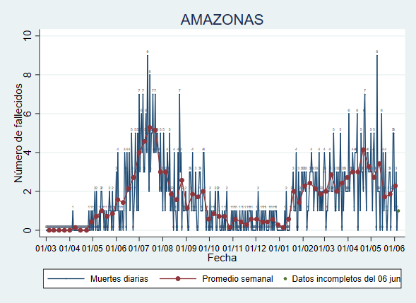 AMAZONAS
Número de fallecidos
10
8
6
4
2
0
01/03 01/04 01/05 01/06 01/07 01/08 01/09 01/10 01/11 01/12 01/01 01/02 01/03 01/04 01/05 01/06
Fecha
Muertes diarias Promedio semanal Datos incompletos del 06 jun